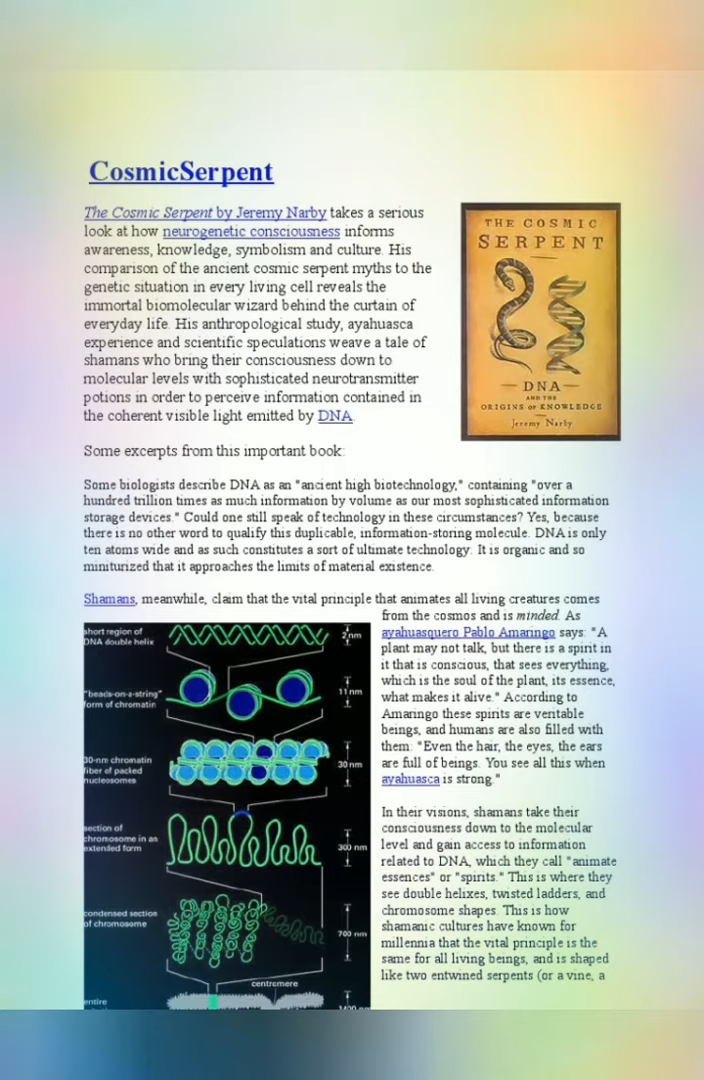 CosmicSerpent
The Cosmic Serpent by Jeremy Narby takes a serious
look at how neurogenetic consciousness informs
awareness, knowledge, symbolism and culture. His
comparison of the ancient cosmic serpent myths to the
genetic situation in every living cell reveals the
immortal biomolecular wizard behind the curtain of
everyday life. His anthropological study, ayahuasca
experience and scientific speculations weave a tale of
shamans who bring their consciousness down to
molecular levels with sophisticated neurotransmitter
potions in order to perceive information contained in
the coherent visible light emitted by DNA.
THE COSMIC
SERPENT
DNA
AND THE
ORIGINS OF KNOWLEDGE
Jeremy Narby
Some excerpts from this important book:
Some biologists describe DNA as an "ancient high biotechnology," containing "over a
hundred trillion times as much information by volume as our most sophisticated information
storage devices." Could one still speak of technology in these circumstances? Yes, because
there is no other word to qualify this duplicable, information-storing molecule. DNA is only
ten atoms wide and as such constitutes a sort of ultimate technology: It is organic and so
miniturized that it approaches the limits of material existence.
Shamans, meanwhile, claim that the vital principle that animates all living creatures comes
from the cosmos and is minded. As
ayahuasquero Pablo Amaringo says: "A
plant may not talk, but there is a spirit in
it that is conscious, that sees everything,
which is the soul of the plant, its essence,
what makes it alive." According to
Amaringo these spirits are veritable
beings, and humans are also filled with
them: "Even the hair, the eyes, the ears
are full of beings. You see all this when
ayahuasca is strong."
In their visions, shamans take their
consciousness down to the molecular
level and gain access to information
related to DNA, which they call "animate
essences" or "spirits." This is where they
see double helixes, twisted ladders, and
chromosome shapes. This is how
shamanic cultures have known for
millennia that the vital principle is the
same for all living beings, and is shaped
like two entwined serpents (or a vine, a
short region of
DNA double helix
2 nm
"beads-on-a-string"
form of chromatin
11 nm
30-nm chromatin
fiber of packed
nucleosomes
30 nm
section of
chromosome in an
extended form
300 nm
condensed section
of chromosome
700 nm
centromere
entire
1400 nm